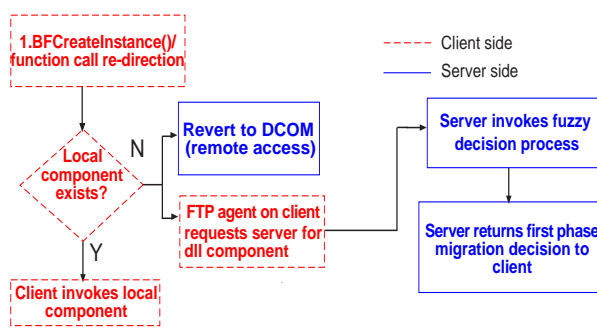 1.BFCreateInstance()/
function call re-direction
Client side
Server side
Local
component
exists?
N
Y
Revert to DCOM
(remote access)
FTP agent on client
requests server for
dll component
Client invokes local
component
Server invokes fuzzy
decision process
Server returns first phase
migration decision to
client